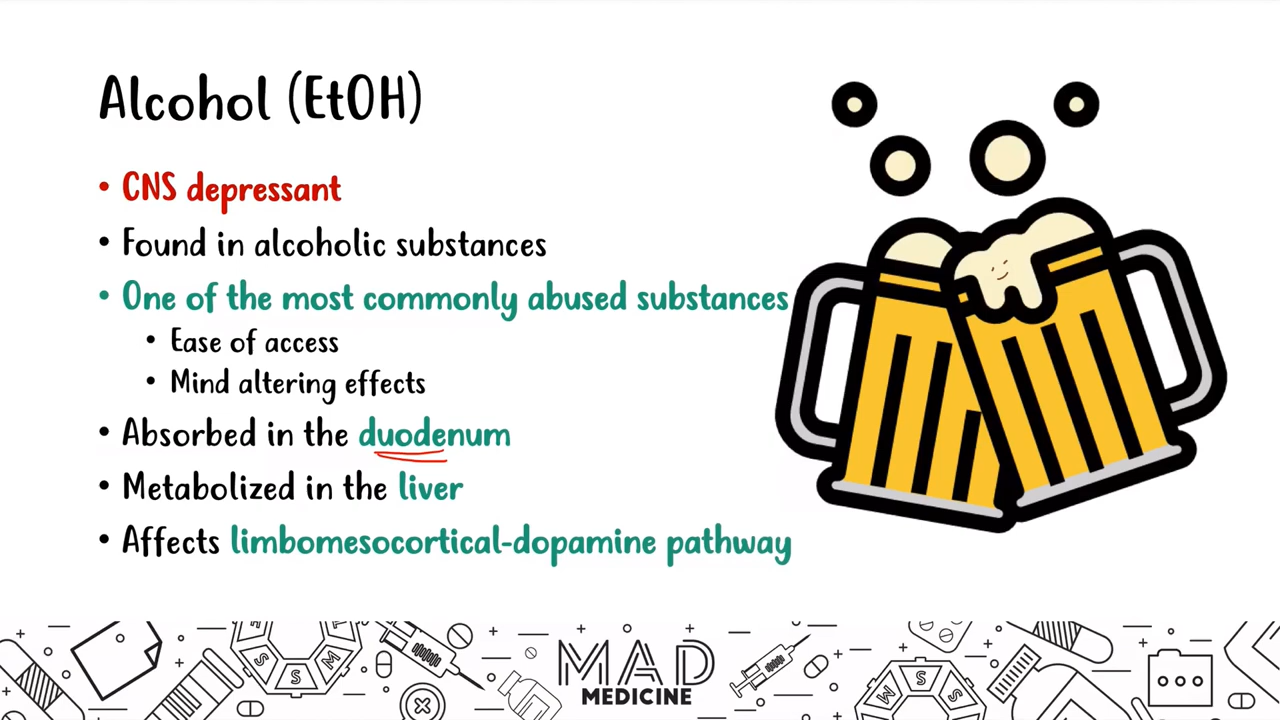 Alcohol (EtOH)
• CNS depressant
• Found in alcoholic substances
• One of the most commonly abused substances
• Ease of access
• Mind altering effects
• Absorbed in the duodenum
• Metabolized in the liver
• Affects limbomesocortical-dopamine pathway
MAD
MEDICINE